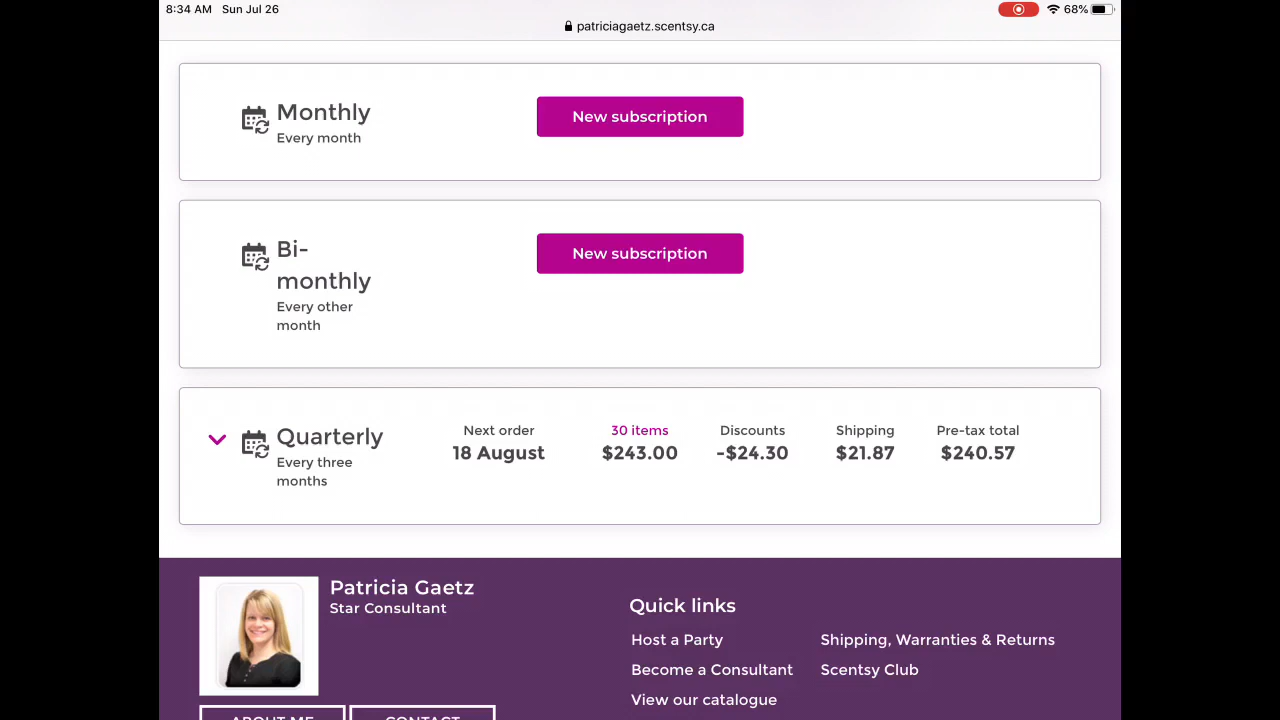 8:34 AM Sun Jul 26
68%
patriciagaetz.scentsy.ca
Monthly
Every month
New subscription
Bi-
monthly
Every other
month
New subscription
Quarterly
Every three
months
Next order
18 August
30 items
$243.00
Discounts
-$24.30
Shipping
$21.87
Pre-tax total
$240.57
Patricia Gaetz
Star Consultant
ABOUT ME
CONTACT
Quick links
Host a Party
Become a Consultant
View our catalogue
Shipping, Warranties & Returns
Scentsy Club